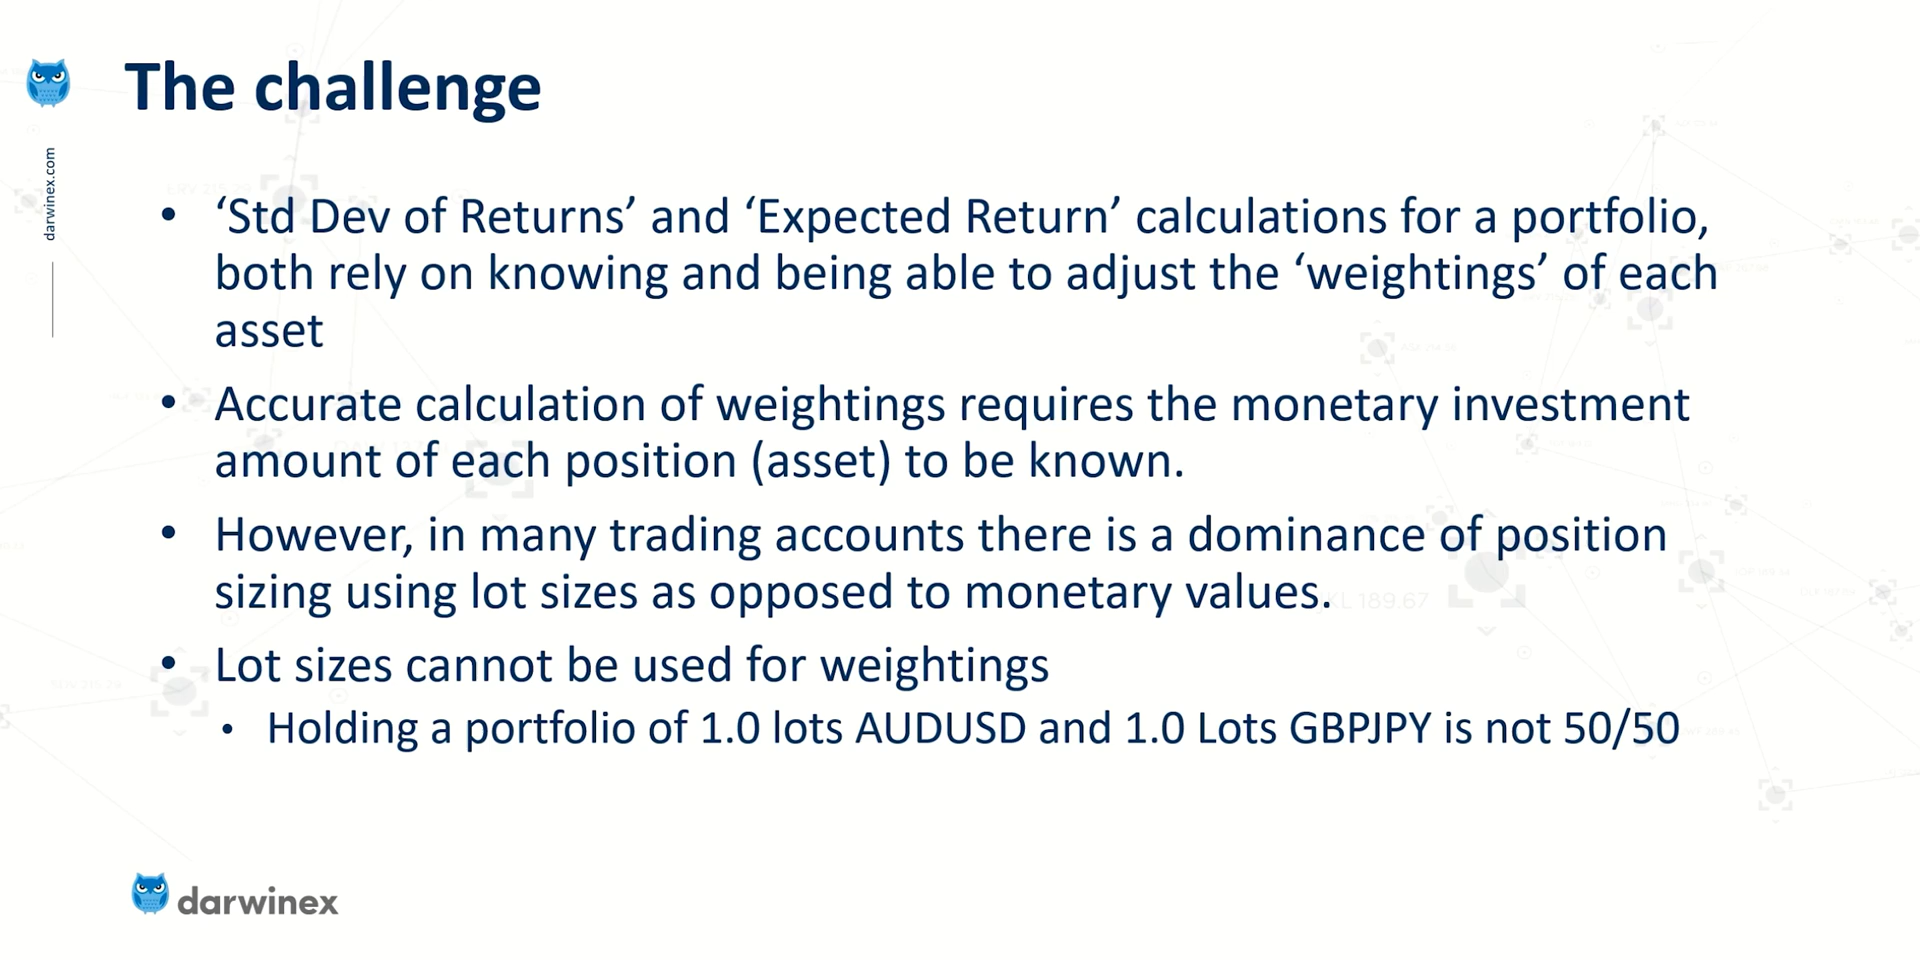 The challenge
darwinex.com
• ‘Std Dev of Returns’ and ‘Expected Return’ calculations for a portfolio,
both rely on knowing and being able to adjust the ‘weightings’ of each
asset
• Accurate calculation of weightings requires the monetary investment
amount of each position (asset) to be known.
• However, in many trading accounts there is a dominance of position
sizing using lot sizes as opposed to monetary values.
• Lot sizes cannot be used for weightings
• Holding a portfolio of 1.0 lots AUDUSD and 1.0 Lots GBPJPY is not 50/50
darwinex